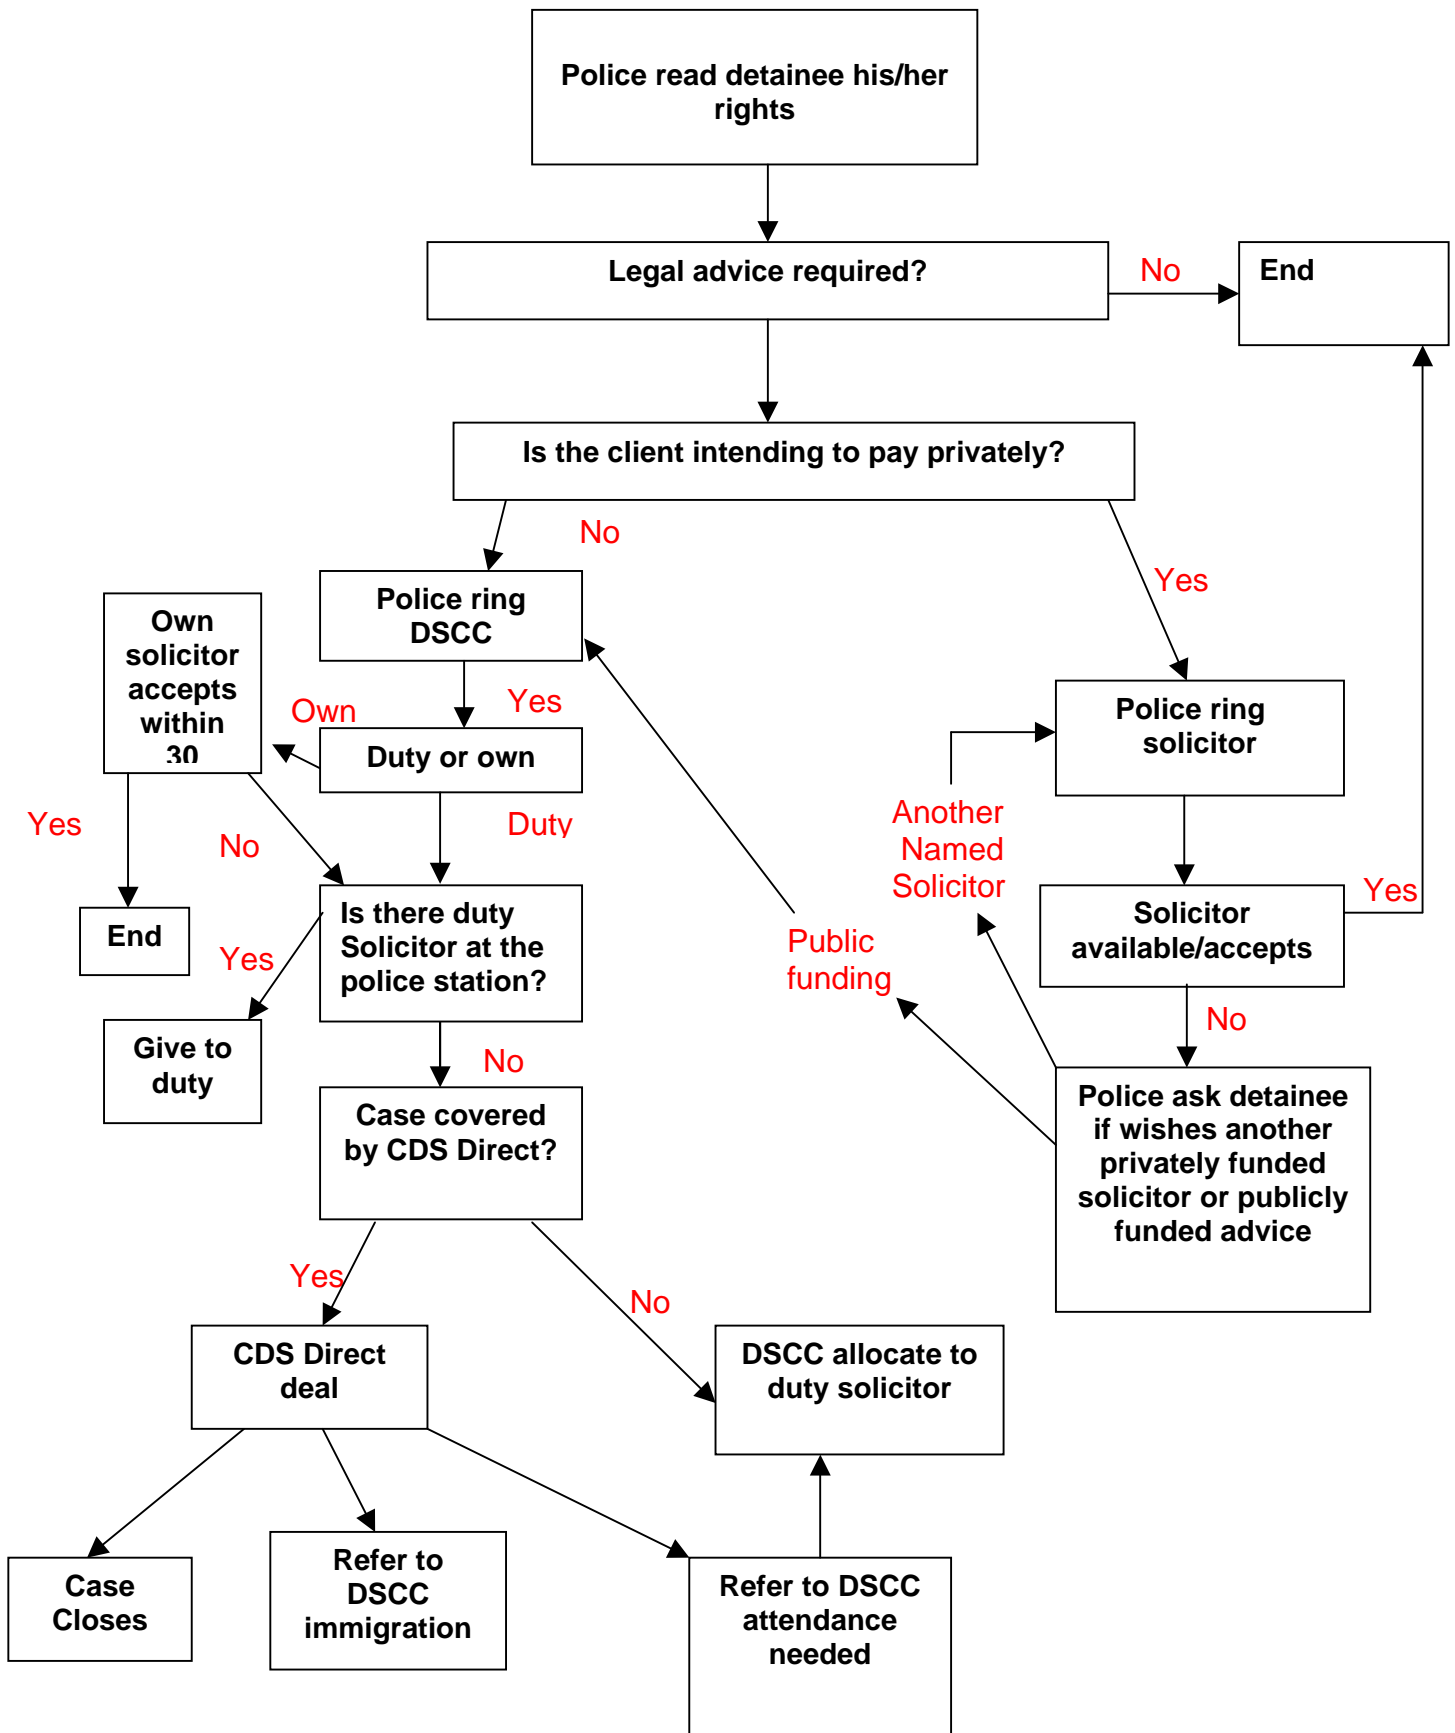 Police read detainee his/her
rights
Legal advice required?
No
End
Is the client intending to pay privately?
No
Yes
Police ring
DSCC
Own
solicitor
accepts
within
30
Own
Yes
Duty or own
Police ring
solicitor
Yes
No
Duty
Another
Named
Solicitor
End
Is there duty
Solicitor at the
police station?
Yes
Public
funding
Solicitor
available/accepts
Yes
No
Give to
duty
No
Case covered
by CDS Direct?
Police ask detainee
if wishes another
privately funded
solicitor or publicly
funded advice
Yes
No
CDS Direct
deal
DSCC allocate to
duty solicitor
Case
Closes
Refer to
DSCC
immigration
Refer to DSCC
attendance
needed